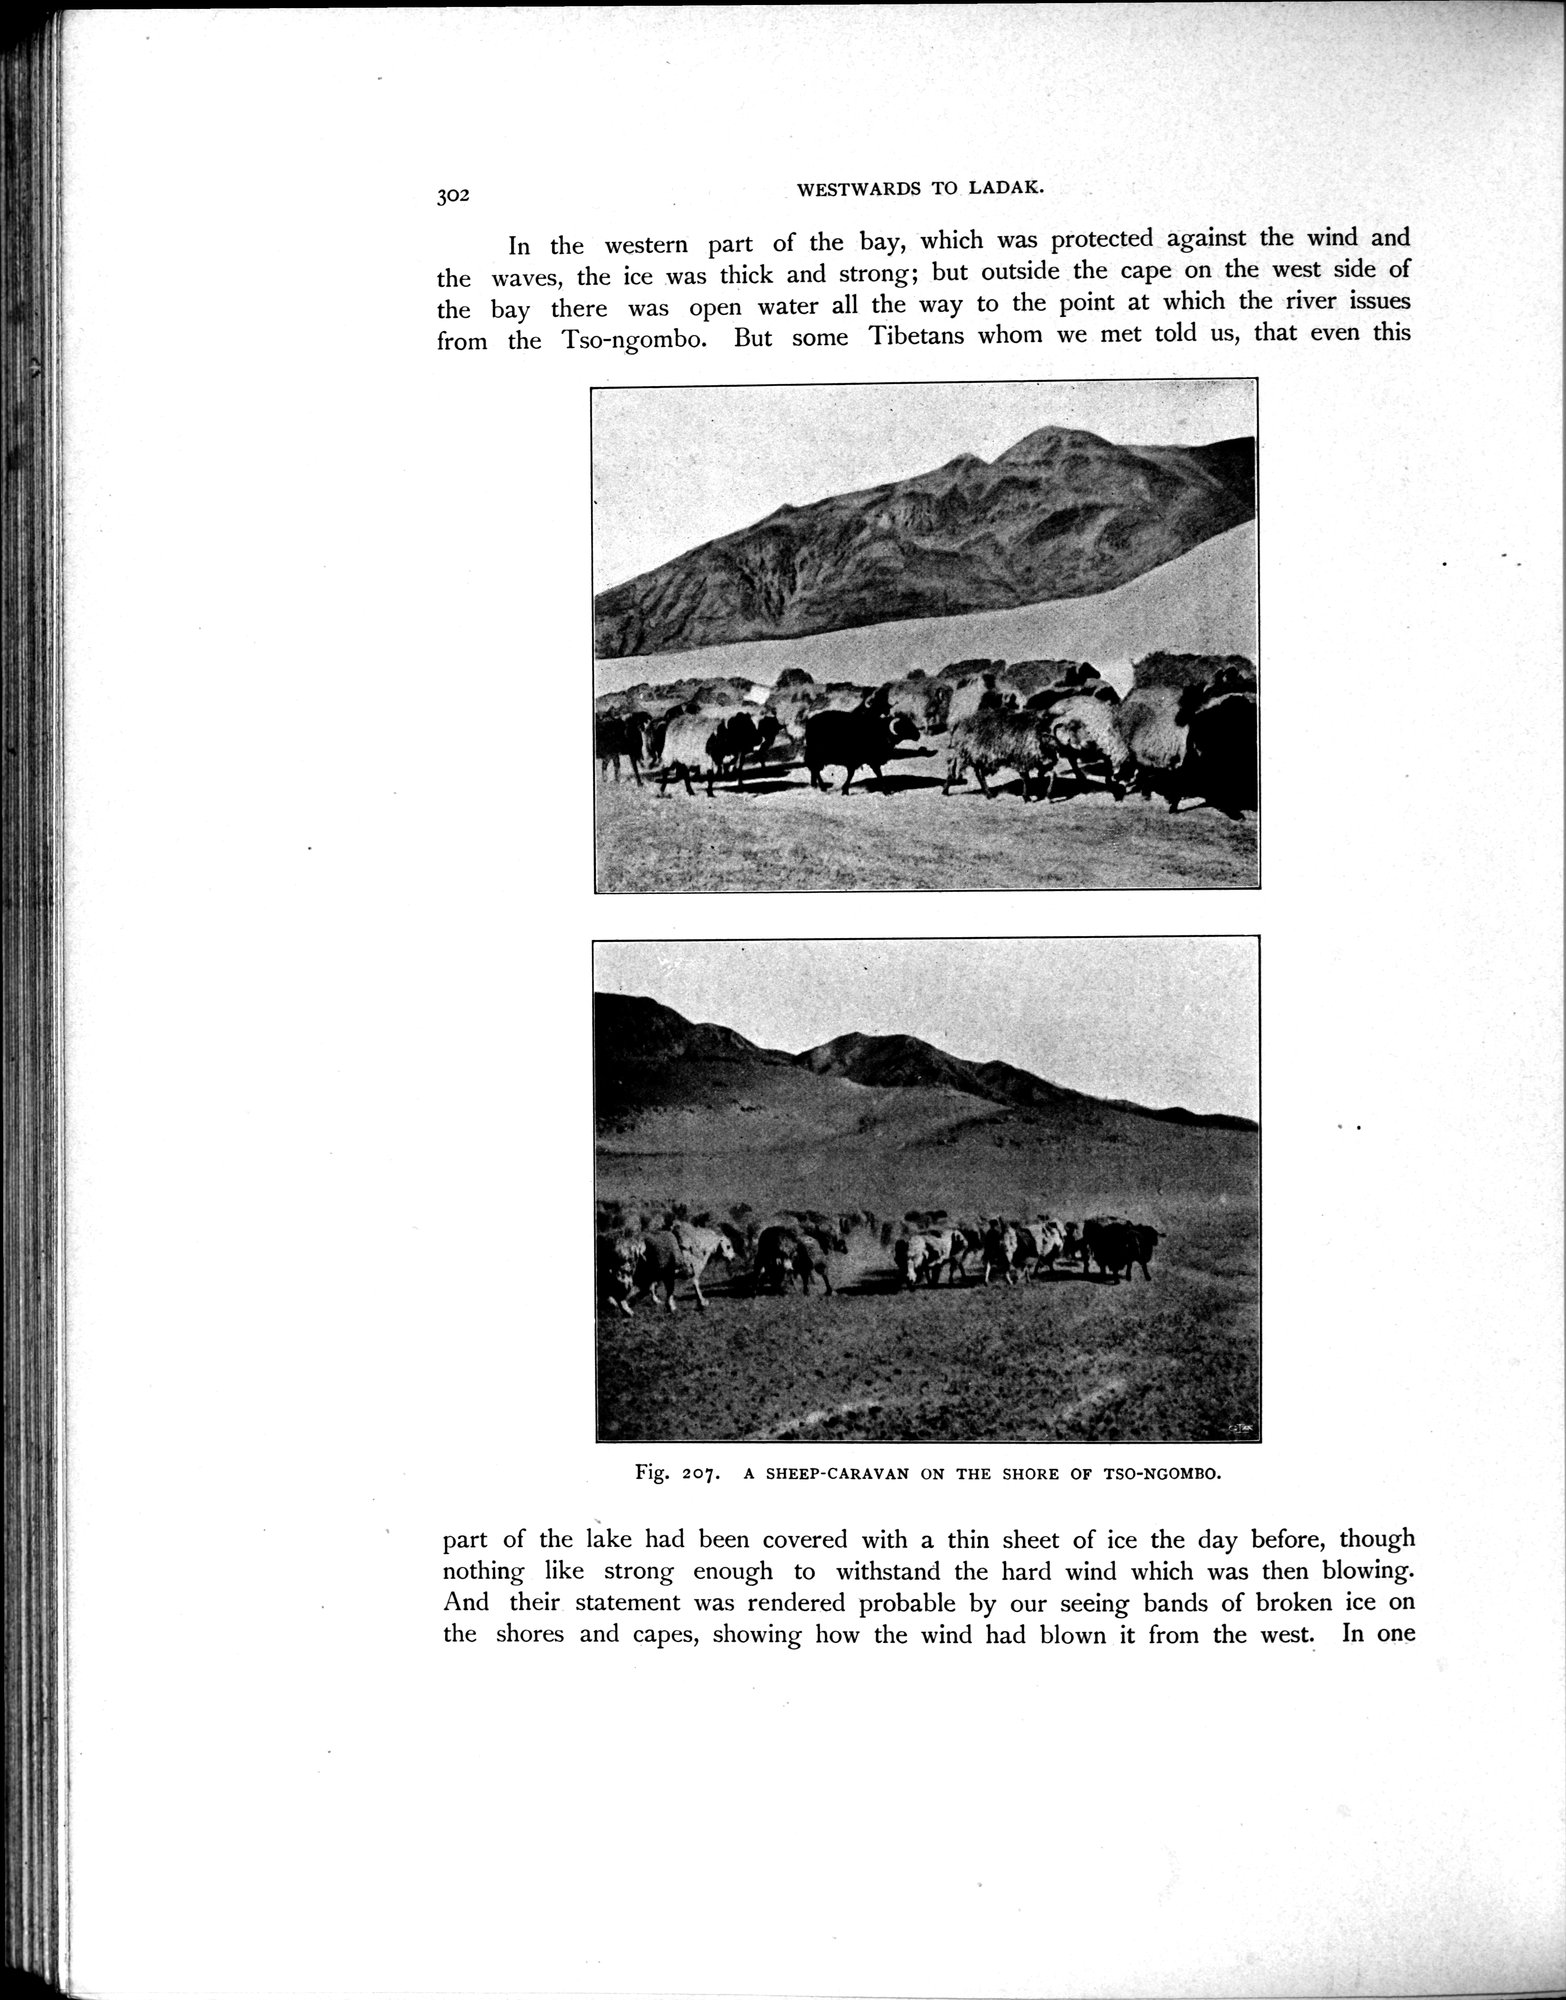 302
WESTWARDS TO LADAK.
In the western part of the bay, which was protected against the wind and
the waves, the ice was thick and strong; but outside the cape on the west side of
the bay there was open water all the way to the point at which the river issues
from the Tso-ngombo. But some Tibetans whom we met told us, that even this
Fig. 207. A SHEEP-CARAVAN ON THE SHORE OF TSO-NGOMBO.
part of the lake had been covered with a thin sheet of ice the day before, though
nothing like strong enough to withstand the hard wind which was then blowing.
And their statement was rendered probable by our seeing bands of broken ice on
the shores and capes, showing how the wind had blown it from the west. In one